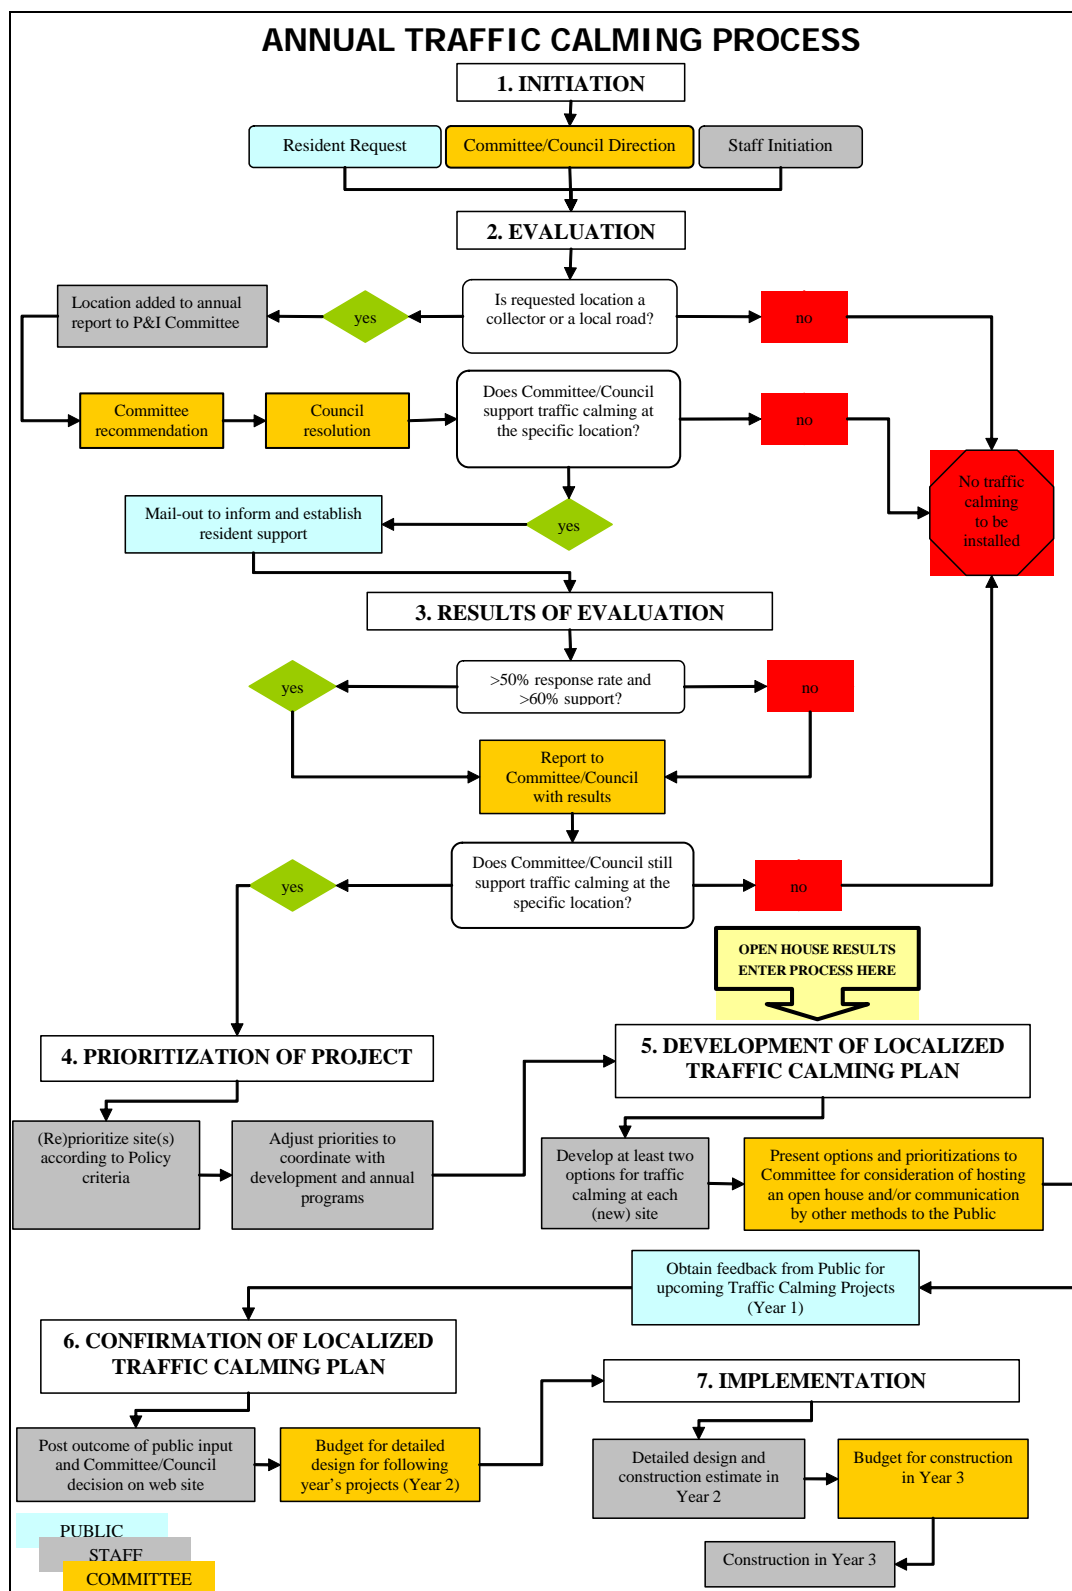 ANNUAL TRAFFIC CALMING PROCESS
1. INITIATION
Resident Request
Committee/Council Direction
Staff Initiation
2. EVALUATION
Location added to annual
report to P&I Committee
yes
Is requested location a
collector or a local road?
no
Committee
recommendation
Council
resolution
Does Committee/Council
support traffic calming at
the specific location?
no
No traffic
calming
to be
installed
Mail-out to inform and establish
resident support
yes
3. RESULTS OF EVALUATION
yes
>50% response rate and
>60% support?
no
Report to
Committee/Council
with results
yes
Does Committee/Council still
support traffic calming at the
specific location?
no
OPEN HOUSE RESULTS
ENTER PROCESS HERE
4. PRIORITIZATION OF PROJECT
5. DEVELOPMENT OF LOCALIZED
TRAFFIC CALMING PLAN
(Re)prioritize site(s)
according to Policy
criteria
Adjust priorities to
coordinate with
development and annual
programs
Develop at least two
options for traffic
calming at each
(new) site
Present options and prioritizations to
Committee for consideration of hosting
an open house and/or communication
by other methods to the Public
Obtain feedback from Public for
upcoming Traffic Calming Projects
(Year 1)
6. CONFIRMATION OF LOCALIZED
TRAFFIC CALMING PLAN
7. IMPLEMENTATION
Post outcome of public input
and Committee/Council
decision on web site
Budget for detailed
design for following
year's projects (Year 2)
Detailed design and
construction estimate in
Year 2
Budget for construction
in Year 3
Construction in Year 3
PUBLIC
STAFF
COMMITTEE